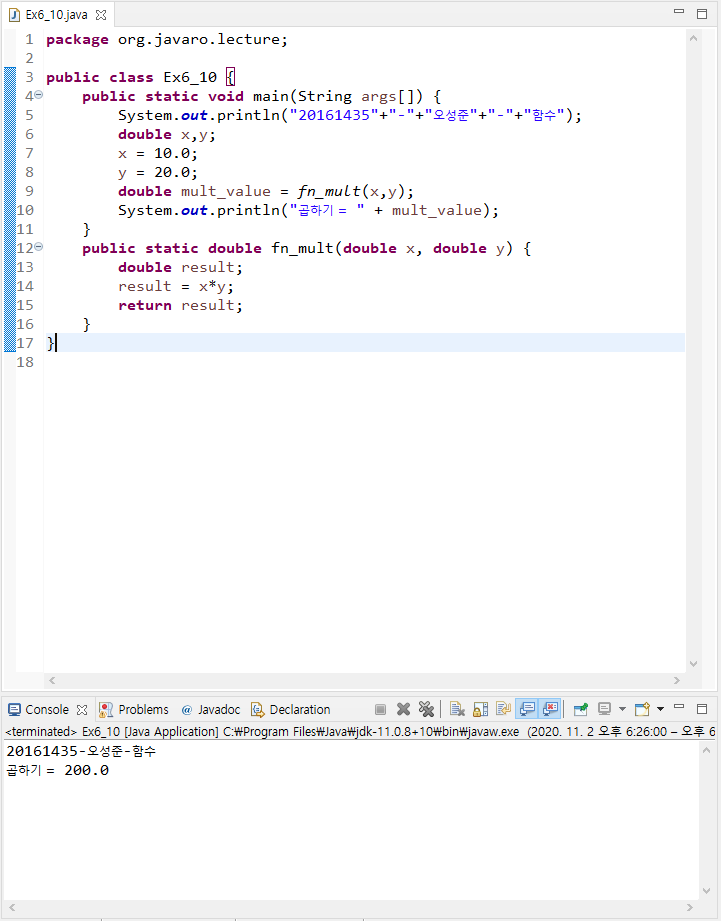 Ex6_10.java
1 package org.javaro.lecture;
2
3 public class Ex6_10 {
4 public static void main(String args[]) {
5 System.out.println("20161435"+"-"+"오성준"+"-"+"함수");
6 double x,y;
7 x = 10.0;
8 y = 20.0;
9 double mult_value = fn_mult(x,y);
10 System.out.println("곱하기 = " + mult_value);
11 }
12 public static double fn_mult(double x, double y) {
13 double result;
14 result = x*y;
15 return result;
16 }
17 }
18
Console Problems @ Javadoc Declaration
<terminated> Ex6_10 [Java Application] C:₩Program Files₩Java₩jdk-11.0.8+10₩bin₩javaw.exe (2020. 11. 2 오후 6:26:00 – 오후 6
20161435-오성준-함수
곱하기 = 200.0